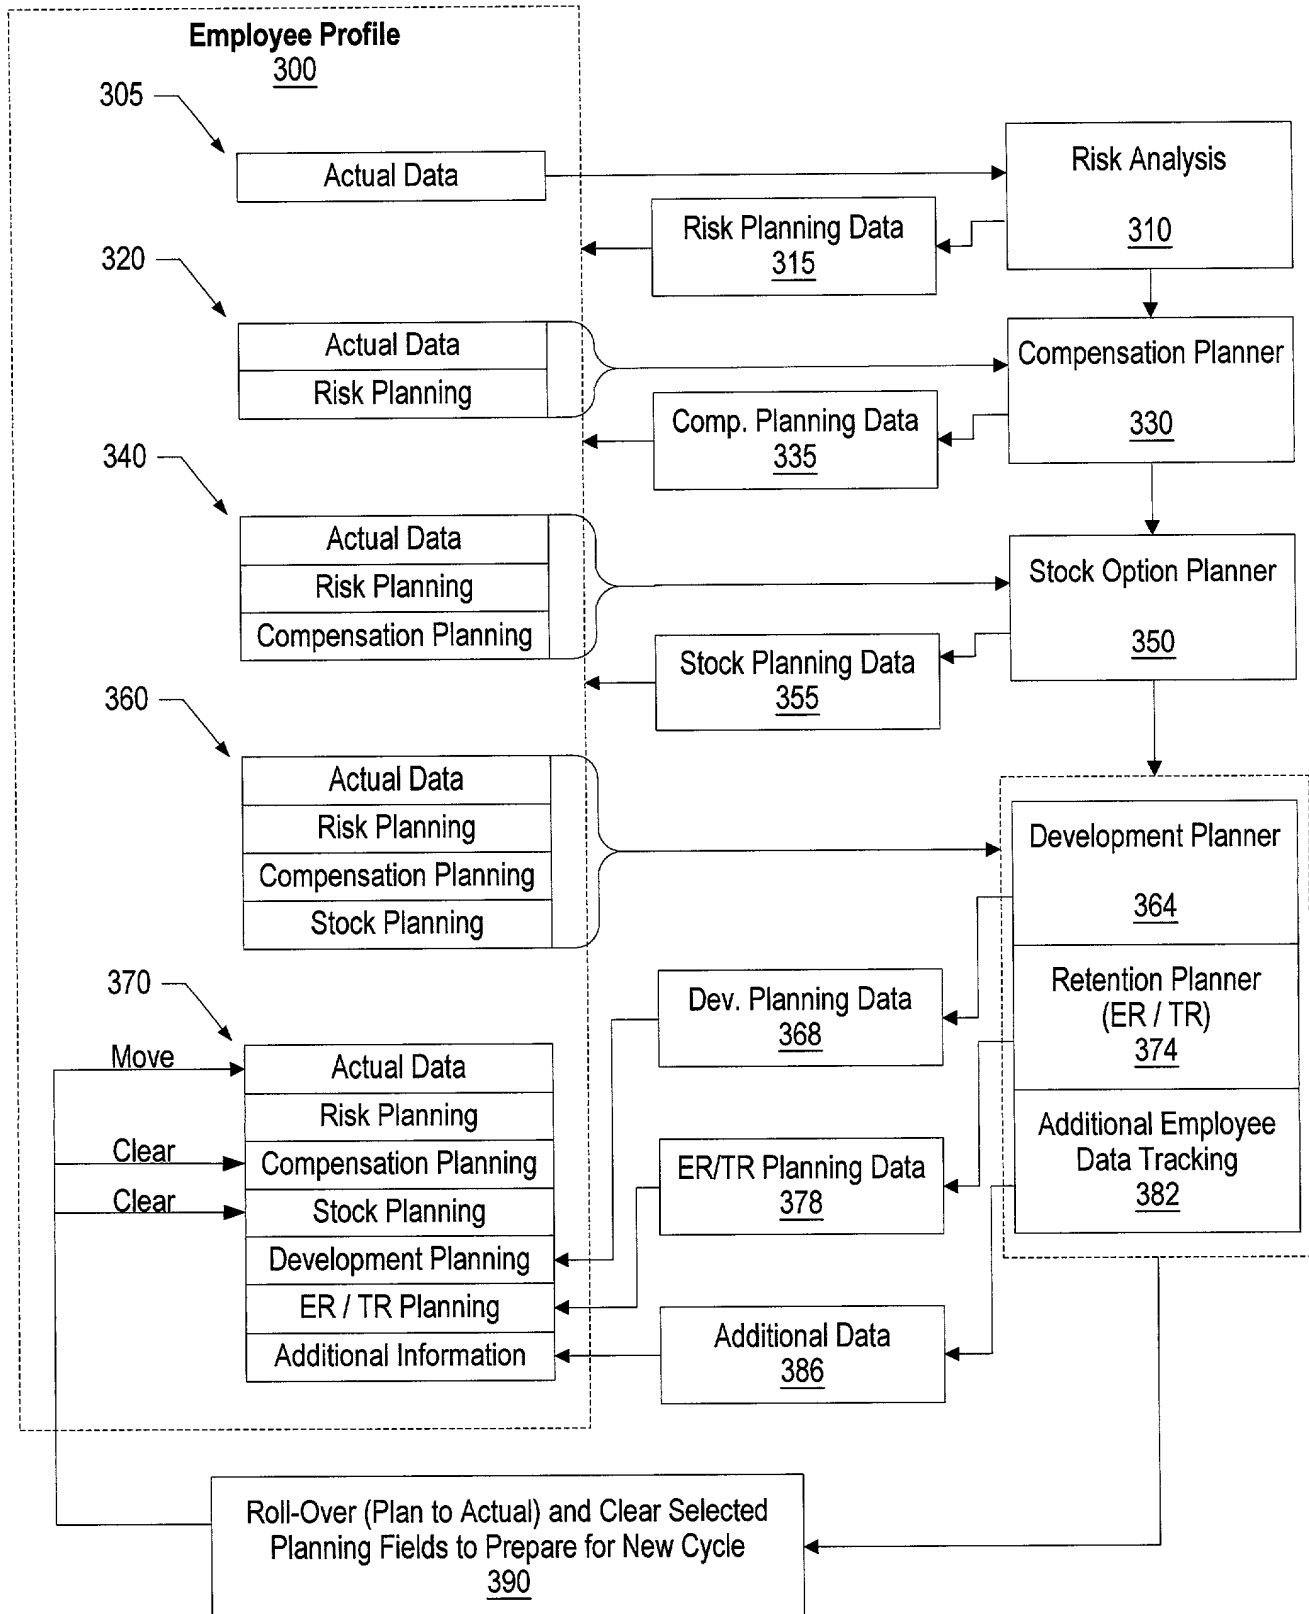 Employee Profile
300
305
Actual Data
Risk Analysis
310
Risk Planning Data
315
320
Actual Data
Risk Planning
Compensation Planner
330
Comp. Planning Data
335
340
Actual Data
Risk Planning
Compensation Planning
Stock Option Planner
350
Stock Planning Data
355
360
Actual Data
Risk Planning
Compensation Planning
Stock Planning
Development Planner
364
Retention Planner
(ER / TR)
374
Additional Employee
Data Tracking
382
Dev. Planning Data
368
ER/TR Planning Data
378
Additional Data
386
370
Move
Clear
Clear
Actual Data
Risk Planning
Compensation Planning
Stock Planning
Development Planning
ER / TR Planning
Additional Information
Roll-Over (Plan to Actual) and Clear Selected
Planning Fields to Prepare for New Cycle
390